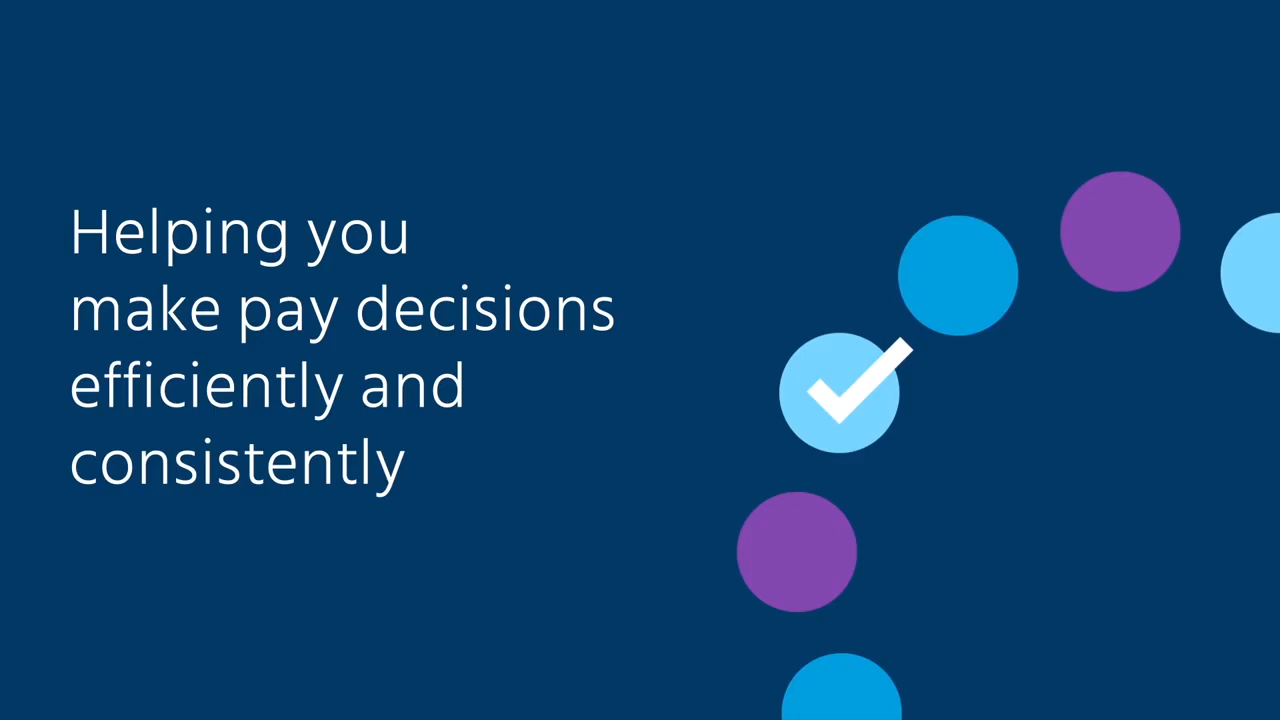 Helping you
make pay decisions
efficiently and
consistently